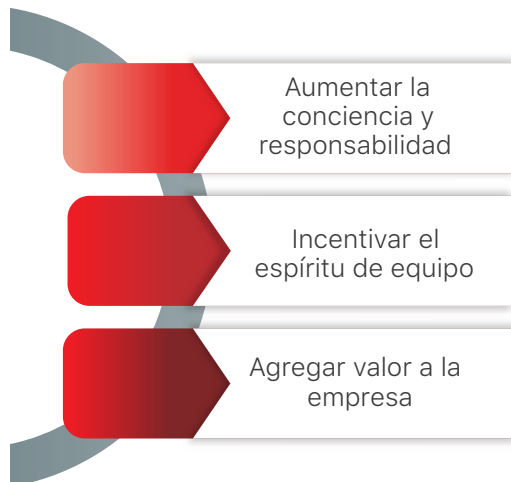 Aumentar la
conciencia y
responsabilidad
Incentivar el
espíritu de equipo
Agregar valor a la
empresa